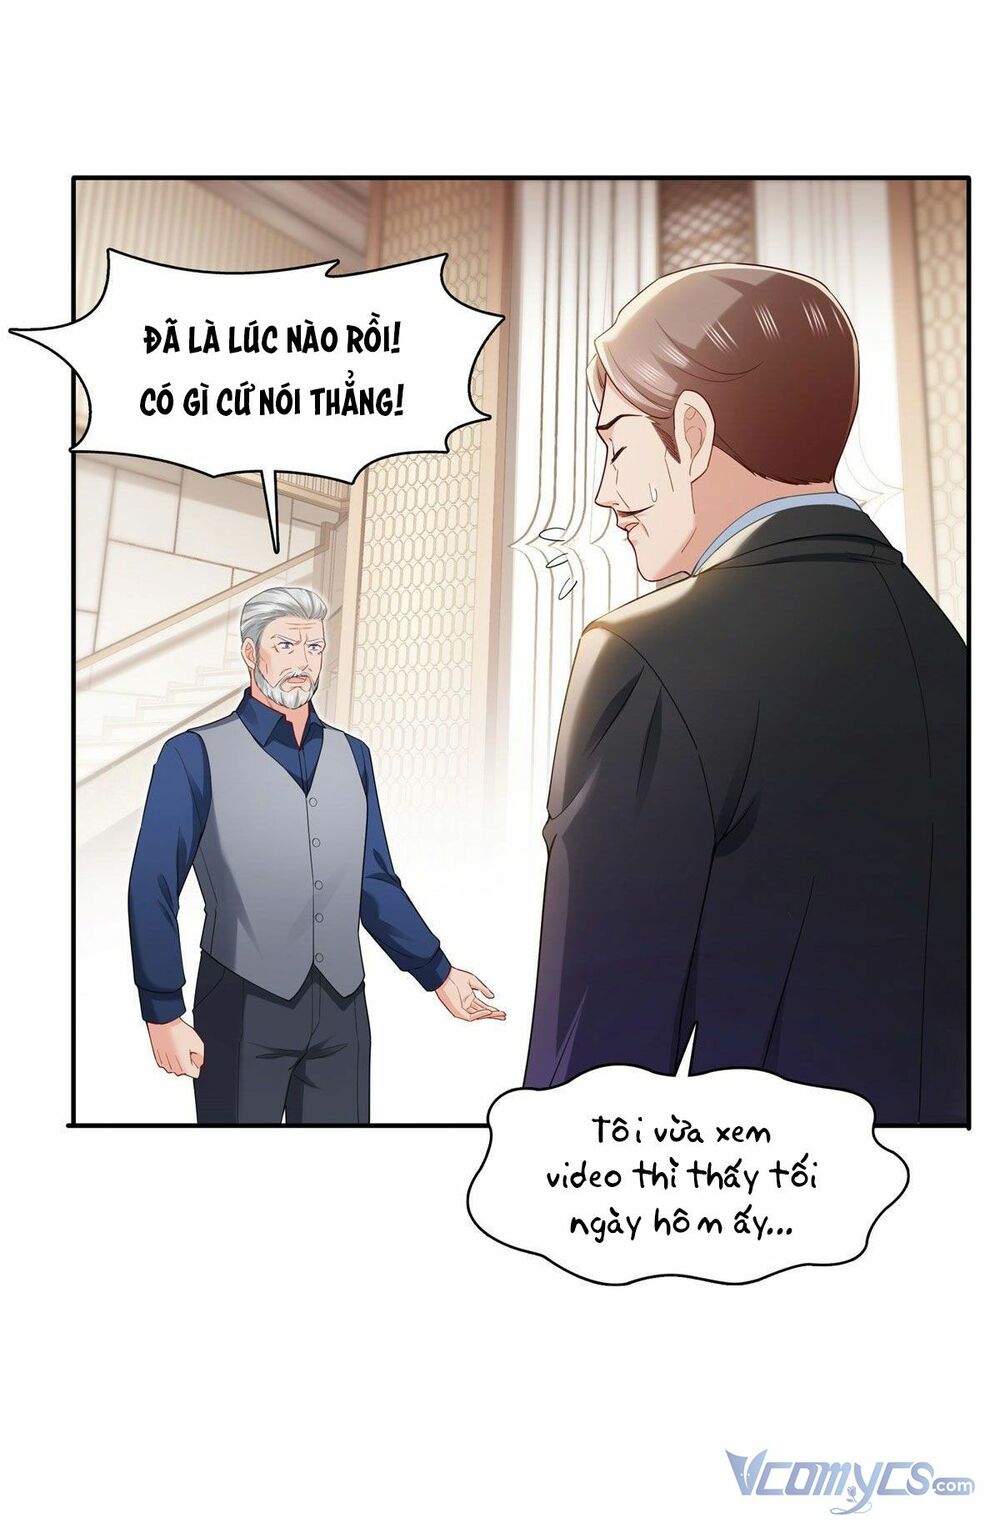 ĐÃ LÀ LÚC NÀO RỒI!
CÓ GÌ CỨ NÓI THẲNG!
Tôi vừa xem
video thì thấy tối
ngày hôm ấy...
VCOMYCS.com